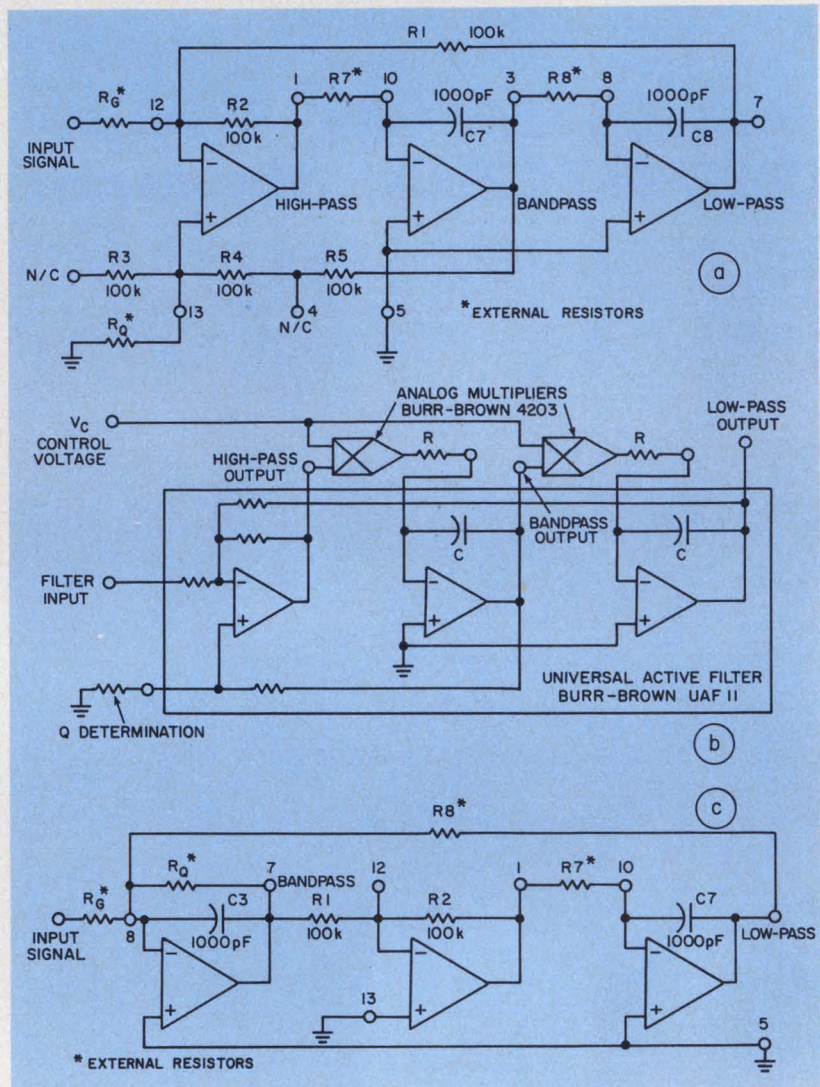 R1 100k
1 R7* 10 1000pF 3 R8* 8 1000pF
RG* 12 R2 7
100k C7 C8
INPUT
SIGNAL
− − −
+ + +
HIGH-PASS BANDPASS LOW-PASS
N/C R3 R4 R5
100k 100k 100k
a
13 4 5
N/C
RQ* *EXTERNAL RESISTORS
ANALOG MULTIPLIERS
BURR-BROWN 4203
VC
CONTROL
VOLTAGE
LOW-PASS
OUTPUT
HIGH-PASS
OUTPUT
R R
BANDPASS
OUTPUT
C C
FILTER
INPUT
− − −
+ + +
UNIVERSAL ACTIVE FILTER
BURR-BROWN UAF 11
Q DETERMINATION
b
c
R8*
RQ* 7 BANDPASS 12 1 R7* 10
RG* C3 R1 R2 C7
INPUT
SIGNAL
8 1000pF 100k 100k 1000pF LOW-PASS
− − −
+ + +
13 5
*EXTERNAL RESISTORS